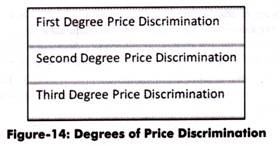 First Degree Price Discrimination
Second Degree Price Discrimination
Third Degree Price Discrimination
Figure-14: Degrees of Price Discrimination